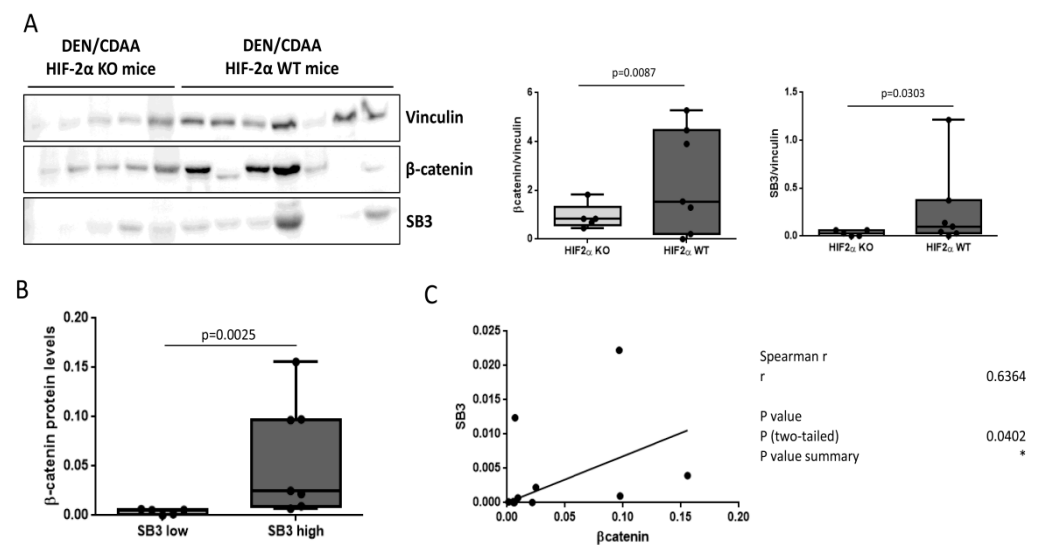 A
DEN/CDAA
HIF-2α KO mice
DEN/CDAA
HIF-2α WT mice
Vinculin
β-catenin
SB3
p=0.0087
βcatenin/vinculin
6
4
2
0
HIF2α KO
HIF2α WT
p=0.0303
SB3/vinculin
1.5
1.0
0.5
0.0
HIF2α KO
HIF2α WT
B
β-catenin protein levels
0.20
0.15
0.10
0.05
0.00
p=0.0025
SB3 low
SB3 high
C
SB3
0.025
0.020
0.015
0.010
0.005
0.000
0.00
0.05
0.10
0.15
0.20
βcatenin
Spearman r
r 0.6364
P value
P (two-tailed) 0.0402
P value summary *